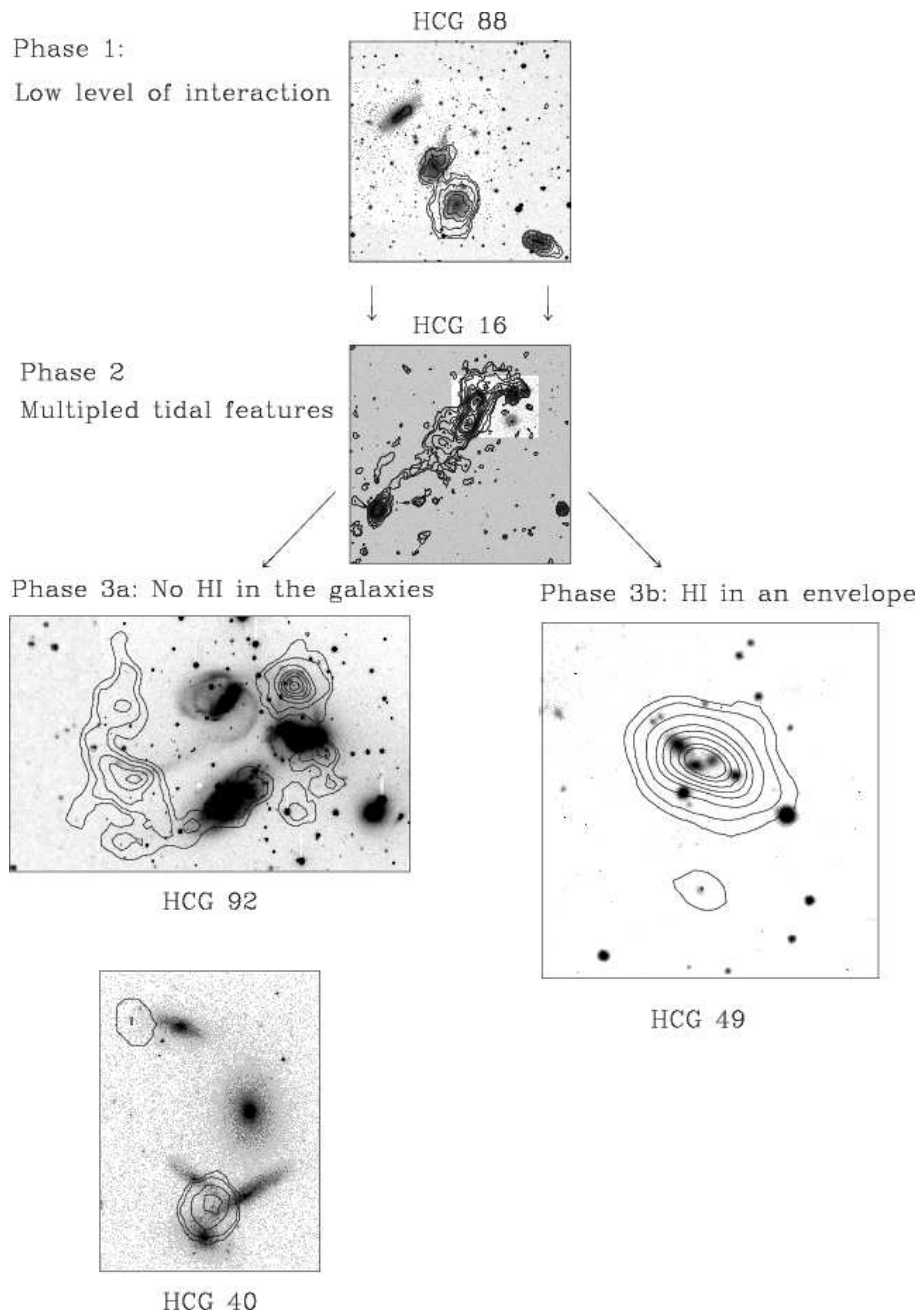 HCG 88
Phase 1:
Low level of interaction
HCG 16
Phase 2
Multipled tidal features
Phase 3a: No HI in the galaxies
Phase 3b: HI in an envelope
HCG 92
HCG 49
HCG 40